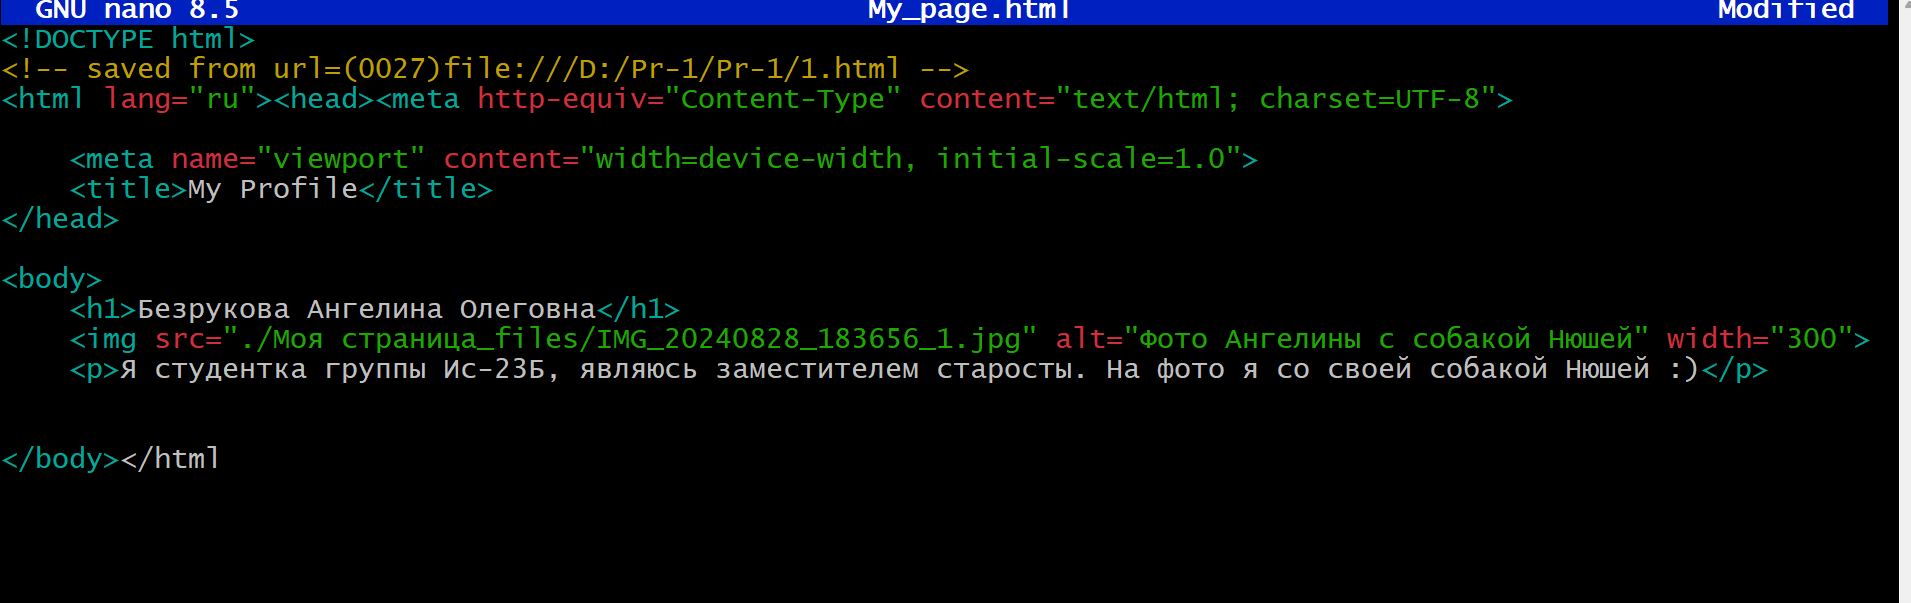 GNU nano 8.5 My_page.html Modified
<!DOCTYPE html>
<!-- saved from url=(0027)file:///D:/Pr-1/Pr-1/1.html -->
<html lang="ru"><head><meta http-equiv="Content-Type" content="text/html; charset=UTF-8">
<meta name="viewport" content="width=device-width, initial-scale=1.0">
<title>My Profile</title>
</head>
<body>
<h1>Безрукова Ангелина Олеговна</h1>
<img src="./Моя страница_files/IMG_20240828_183656_1.jpg" alt="Фото Ангелины с собакой Нюшей" width="300">
<p>Я студентка группы Ис-23Б, являюсь заместителем старосты. На фото я со своей собакой Нюшей :)</p>
</body></html